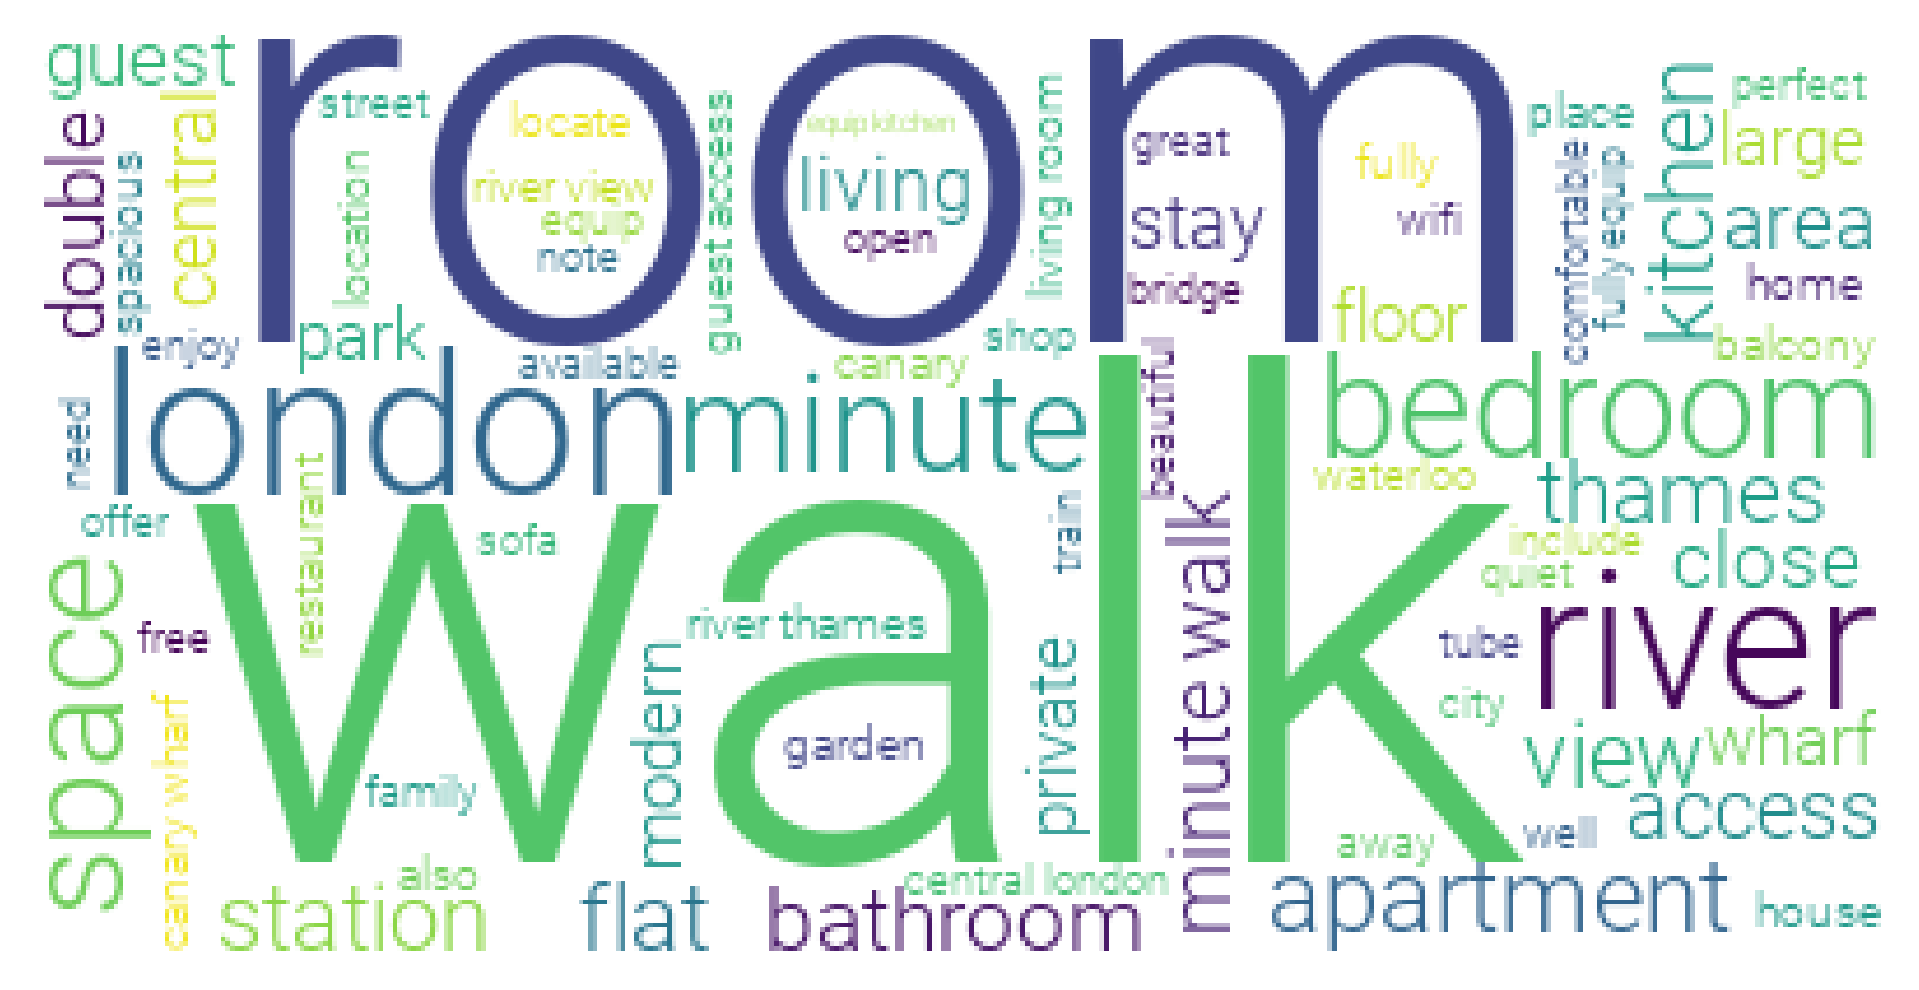 guest
room
street
locate
equip kitchen
perfect
double
spacious
central
location
river view
equip
note
guest access
living
open
living room
great
stay
bridge
fully
wifi
floor
place
comfortable
fully equip
kitchen
large
area
home
balcony
enjoy
park
available
canary
shop
beautiful
london
minute
bedroom
need
restaurant
waterloo
thames
offer
walk
sofa
train
minute walk
include
quiet
close
space
free
river thames
modern
private
tube
river
city
canary wharf
family
garden
view
wharf
access
away
well
also
central london
station
flat
bathroom
apartment
house